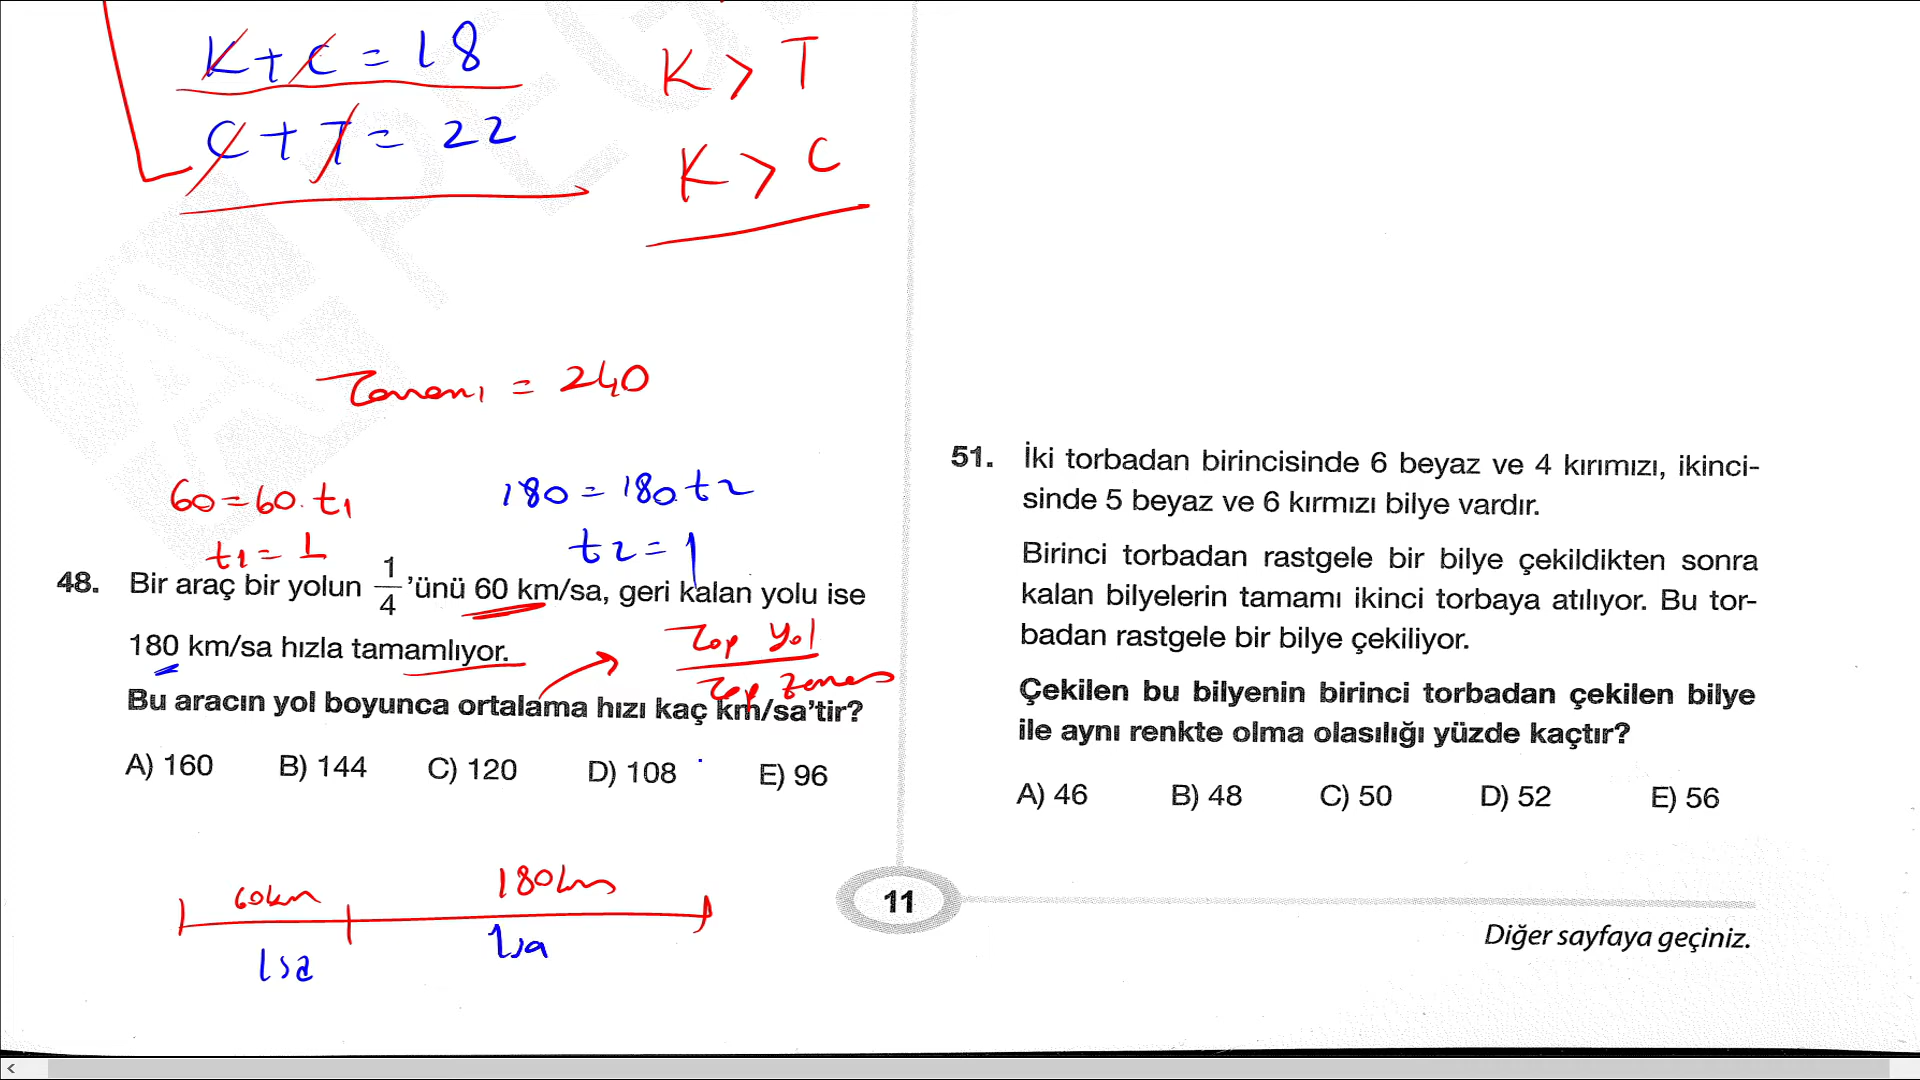 K+C = 18
C+T = 22
K > T
K > C
Tamamı = 240
60=60.t1
t1= 1
180=180.t2
t2=1
48. Bir araç bir yolun 1/4'ünü 60 km/sa, geri kalan yolu ise
180 km/sa hızla tamamlıyor.
Top yol
Top zaman
Bu aracın yol boyunca ortalama hızı kaç km/sa'tir?
A) 160 B) 144 C) 120 D) 108 E) 96
60km 180km
1sa 1sa
51. İki torbadan birincisinde 6 beyaz ve 4 kırımızı, ikinci-
sinde 5 beyaz ve 6 kırmızı bilye vardır.
Birinci torbadan rastgele bir bilye çekildikten sonra
kalan bilyelerin tamamı ikinci torbaya atılıyor. Bu tor-
badan rastgele bir bilye çekiliyor.
Çekilen bu bilyenin birinci torbadan çekilen bilye
ile aynı renkte olma olasılığı yüzde kaçtır?
A) 46 B) 48 C) 50 D) 52 E) 56
11
Diğer sayfaya geçiniz.